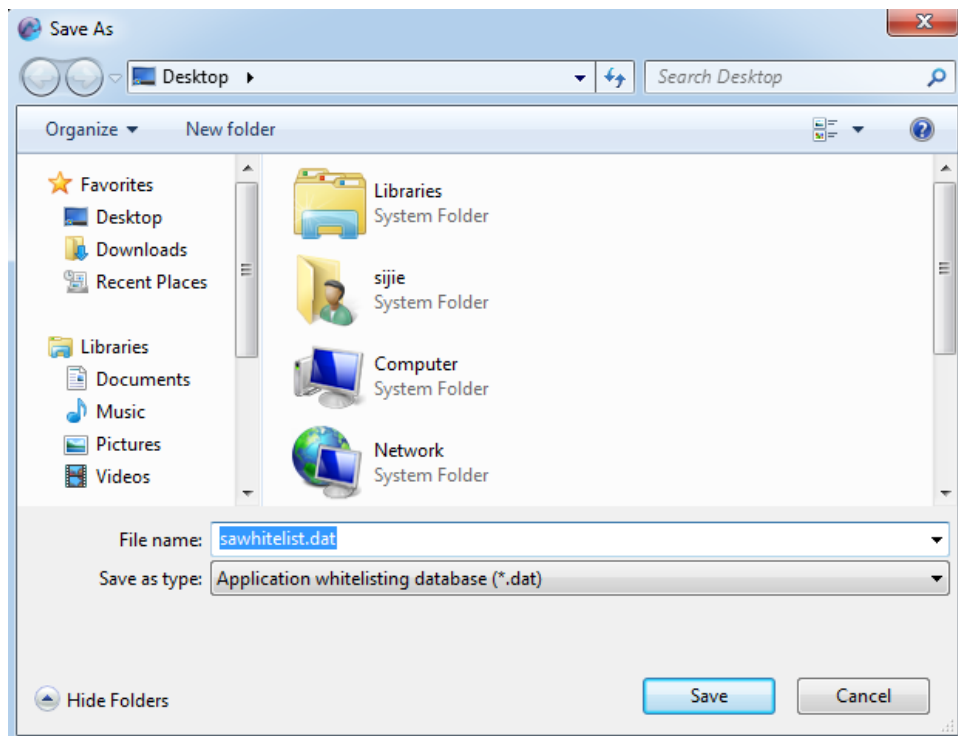 Save As
Desktop
Search Desktop
Organize
New folder
Favorites
Desktop
Downloads
Recent Places
Libraries
Documents
Music
Pictures
Videos
Libraries
System Folder
sijie
System Folder
Computer
System Folder
Network
System Folder
File name: sawhitelist.dat
Save as type: Application whitelisting database (*.dat)
Hide Folders
Save
Cancel